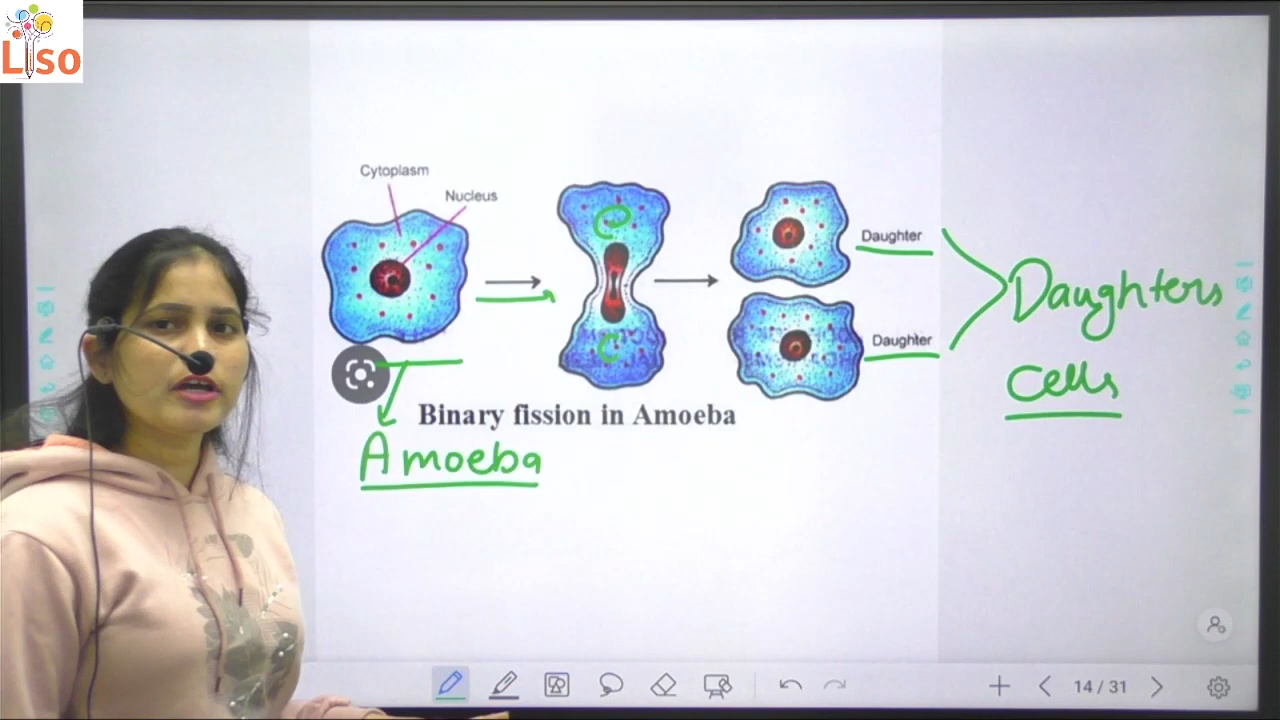 Liso
Cytoplasm
Nucleus
Daughter
Daughter
Daughters
Cells
Binary fission in Amoeba
Amoeba
14/31